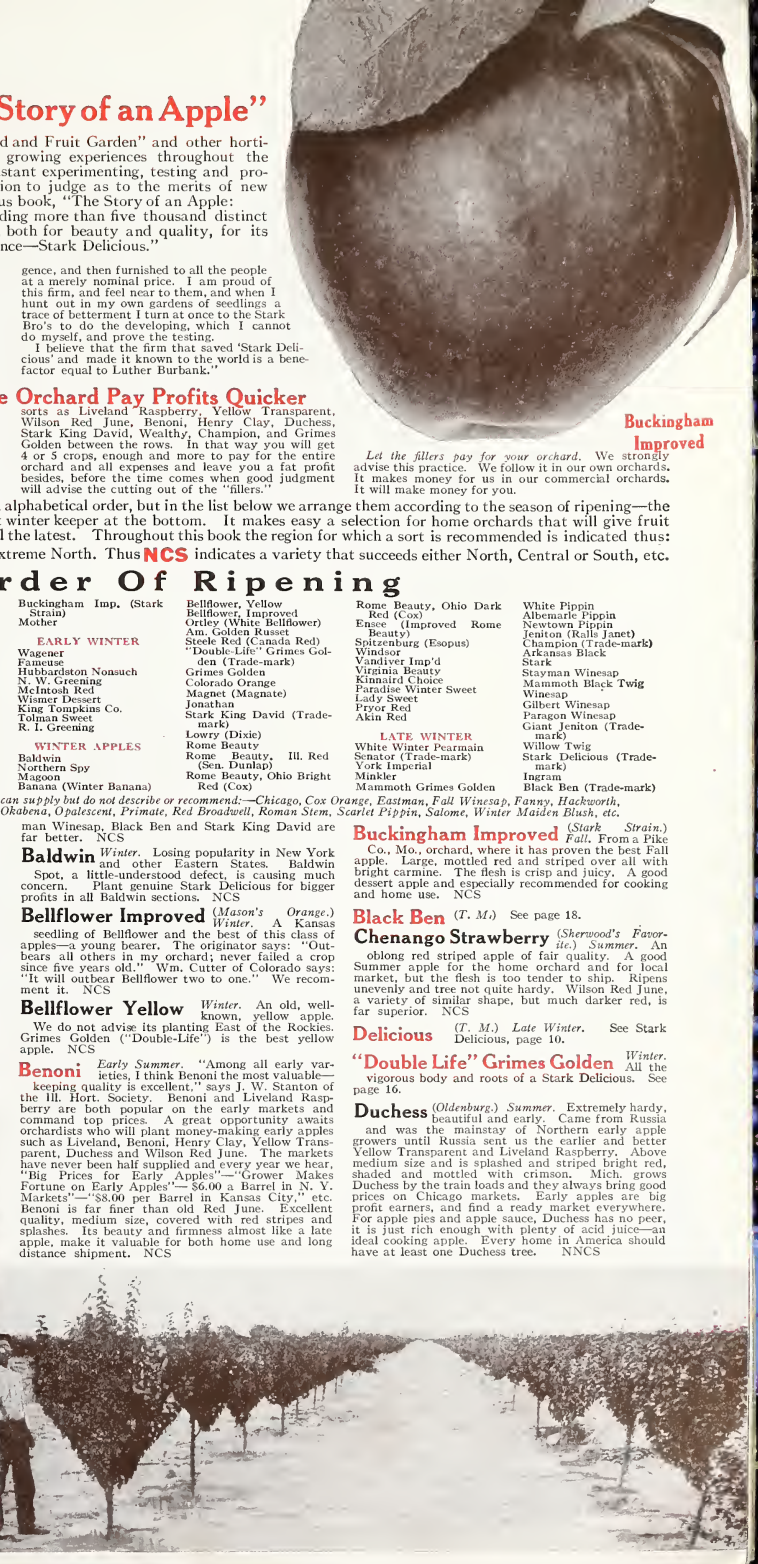 Story of an Apple”
d and Fruit Garden” and other horti-
growing experiences throughout the
stant experimenting, testing and pro-
ion to judge as to the merits of new
us book, “The Story of an Apple:
ding more than five thousand distinct
both for beauty and quality, for its
nce—Stark Delicious.”
gence, and then furnished to all the people
at a merely nominal price. I am proud of
this firm, and feel near to them, and when I
hunt out in my own gardens of seedlings a
trace of betterment I turn at once to the Stark
Bro's to do the developing, which I cannot
do myself, and prove the testing.
I believe that the firm that saved ‘Stark Deli-
cious’ and made it known to the world is a bene-
factor equal to Luther Burbank.”
e Orchard Pay Profits Quicker
sorts as Liveland Raspberry, Yellow Transparent,
Wilson Red June, Benoni, Henry Clay, Duchess,
Stark King David, Wealthy, Champion, and Grimes
Golden between the rows. In that way you will get
4 or 5 crops, enough and more to pay for the entire
orchard and all expenses and leave you a fat profit
besides, before the time comes when good judgment
will advise the cutting out of the “fillers.”
Buckingham
Improved
Let the fillers pay for your orchard. We strongly
advise this practice. We follow it in our own orchards.
It makes money for us in our commercial orchards.
It will make money for you.
alphabetical order, but in the list below we arrange them according to the season of ripening—the
winter keeper at the bottom. It makes easy a selection for home orchards that will give fruit
l the latest. Throughout this book the region for which a sort is recommended is indicated thus:
xtreme North. Thus NCS indicates a variety that succeeds either North, Central or South, etc.
rder Of Ripening
Buckingham Imp. (Stark
Strain)
Mother
EARLY WINTER
Wagener
Fameuse
Hubbardston Nonsuch
N. W. Greening
McIntosh Red
Wismer Dessert
King Tompkins Co.
Tolman Sweet
R. I. Greening
WINTER APPLES
Baldwin
Northern Spy
Magoon
Banana (Winter Banana)
Bellflower, Yellow
Bellflower, Improved
Ortley (White Bellflower)
Am. Golden Russet
Steele Red (Canada Red)
“Double-Life” Grimes Gol-
den (Trade-mark)
Grimes Golden
Colorado Orange
Magnet (Magnate)
Jonathan
Stark King David (Trade-
mark)
Lowry (Dixie)
Rome Beauty
Rome Beauty, Ill. Red
(Sen. Dunlap)
Rome Beauty, Ohio Bright
Red (Cox)
Rome Beauty, Ohio Dark
Red (Cox)
Ensee (Improved Rome
Beauty)
Spitzenburg (Esopus)
Windsor
Vandiver Imp'd
Virginia Beauty
Kinnaird Choice
Paradise Winter Sweet
Lady Sweet
Pryor Red
Akin Red
LATE WINTER
White Winter Pearmain
Senator (Trade-mark)
York Imperial
Minkler
Mammoth Grimes Golden
White Pippin
Albemarle Pippin
Newtown Pippin
Jeniton (Ralls Janet)
Champion (Trade-mark)
Arkansas Black
Stark
Stayman Winesap
Mammoth Black Twig
Winesap
Gilbert Winesap
Paragon Winesap
Giant Jeniton (Trade-
mark)
Willow Twig
Stark Delicious (Trade-
mark)
Ingram
Black Ben (Trade-mark)
can supply but do not describe or recommend:—Chicago, Cox Orange, Eastman, Fall Winesap, Fanny, Hackworth,
Okabena, Opalescent, Primate, Red Broadwell, Roman Stem, Scarlet Pippin, Salome, Winter Maiden Blush, etc.
man Winesap, Black Ben and Stark King David are
far better. NCS
Baldwin Winter. Losing popularity in New York
and other Eastern States. Baldwin
Spot, a little-understood defect, is causing much
concern. Plant genuine Stark Delicious for bigger
profits in all Baldwin sections. NCS
Bellflower Improved (Mason's Orange.)
Winter. A Kansas
seedling of Bellflower and the best of this class of
apples—a young bearer. The originator says: “Out-
bears all others in my orchard; never failed a crop
since five years old.” Wm. Cutter of Colorado says:
“It will outbear Bellflower two to one.” We recom-
ment it. NCS
Bellflower Yellow Winter. An old, well-
known, yellow apple.
We do not advise its planting East of the Rockies.
Grimes Golden (“Double-Life”) is the best yellow
apple. NCS
Benoni Early Summer. “Among all early var-
ieties, I think Benoni the most valuable—
keeping quality is excellent,” says J. W. Stanton of
the Ill. Hort. Society. Benoni and Liveland Rasp-
berry are both popular on the early markets and
command top prices. A great opportunity awaits
orchardists who will plant money-making early apples
such as Liveland, Benoni, Henry Clay, Yellow Trans-
parent, Duchess and Wilson Red June. The markets
have never been half supplied and every year we hear,
“Big Prices for Early Apples”—“Grower Makes
Fortune on Early Apples”—$6.00 a Barrel in N. Y.
Markets”—“$8.00 per Barrel in Kansas City,” etc.
Benoni is far finer than old Red June. Excellent
quality, medium size, covered with red stripes and
splashes. Its beauty and firmness almost like a late
apple, make it valuable for both home use and long
distance shipment. NCS
Buckingham Improved (Stark Strain.)
Fall. From a Pike
Co., Mo., orchard, where it has proven the best Fall
apple. Large, mottled red and striped over all with
bright carmine. The flesh is crisp and juicy. A good
dessert apple and especially recommended for cooking
and home use. NCS
Black Ben (T. M.) See page 18.
Chenango Strawberry (Sherwood's Favor-
ite.) Summer. An
oblong red striped apple of fair quality. A good
Summer apple for the home orchard and for local
market, but the flesh is too tender to ship. Ripens
unevenly and tree not quite hardy. Wilson Red June,
a variety of similar shape, but much darker red, is
far superior. NCS
Delicious (T. M.) Late Winter. See Stark
Delicious, page 10.
“Double Life” Grimes Golden Winter.
All the
vigorous body and roots of a Stark Delicious. See
page 16.
Duchess (Oldenburg.) Summer. Extremely hardy,
beautiful and early. Came from Russia
and was the mainstay of Northern early apple
growers until Russia sent us the earlier and better
Yellow Transparent and Liveland Raspberry. Above
medium size and is splashed and striped bright red,
shaded and mottled with crimson. Mich. grows
Duchess by the train loads and they always bring good
prices on Chicago markets. Early apples are big
profit earners, and find a ready market everywhere.
For apple pies and apple sauce, Duchess has no peer,
it is just rich enough with plenty of acid juice—an
ideal cooking apple. Every home in America should
have at least one Duchess tree. NNCS